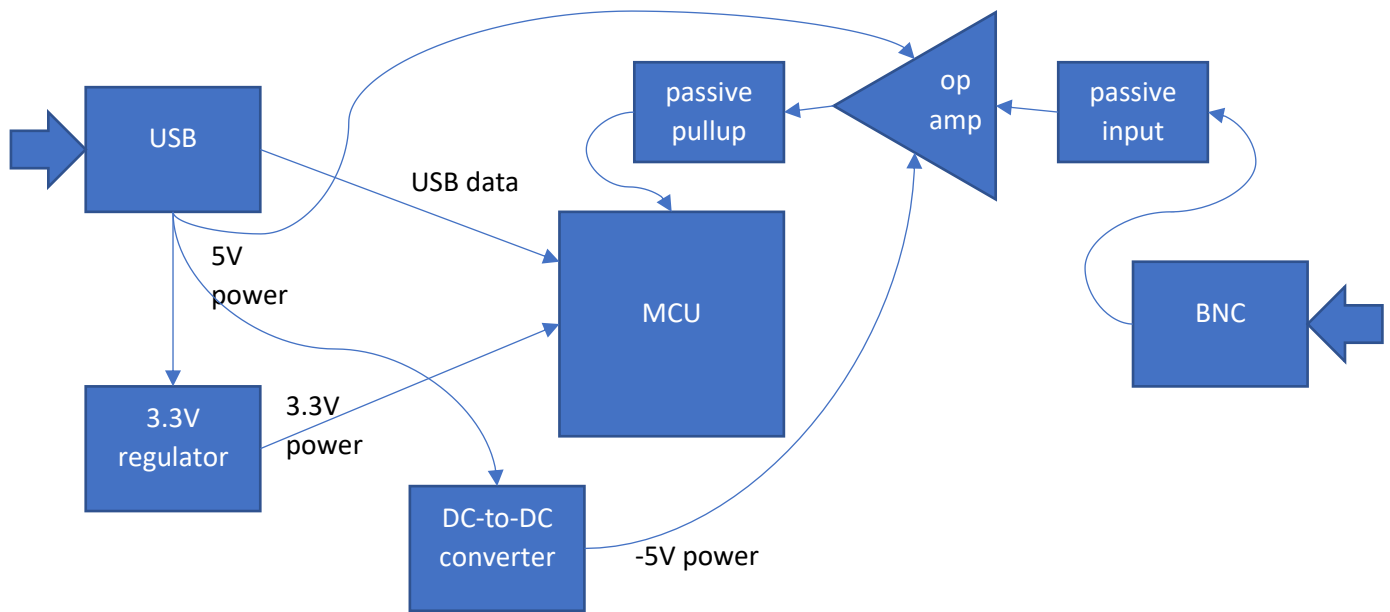 USB
passive
pullup
op
amp
passive
input
USB data
5V
power
MCU
BNC
3.3V
regulator
3.3V
power
DC-to-DC
converter
-5V power